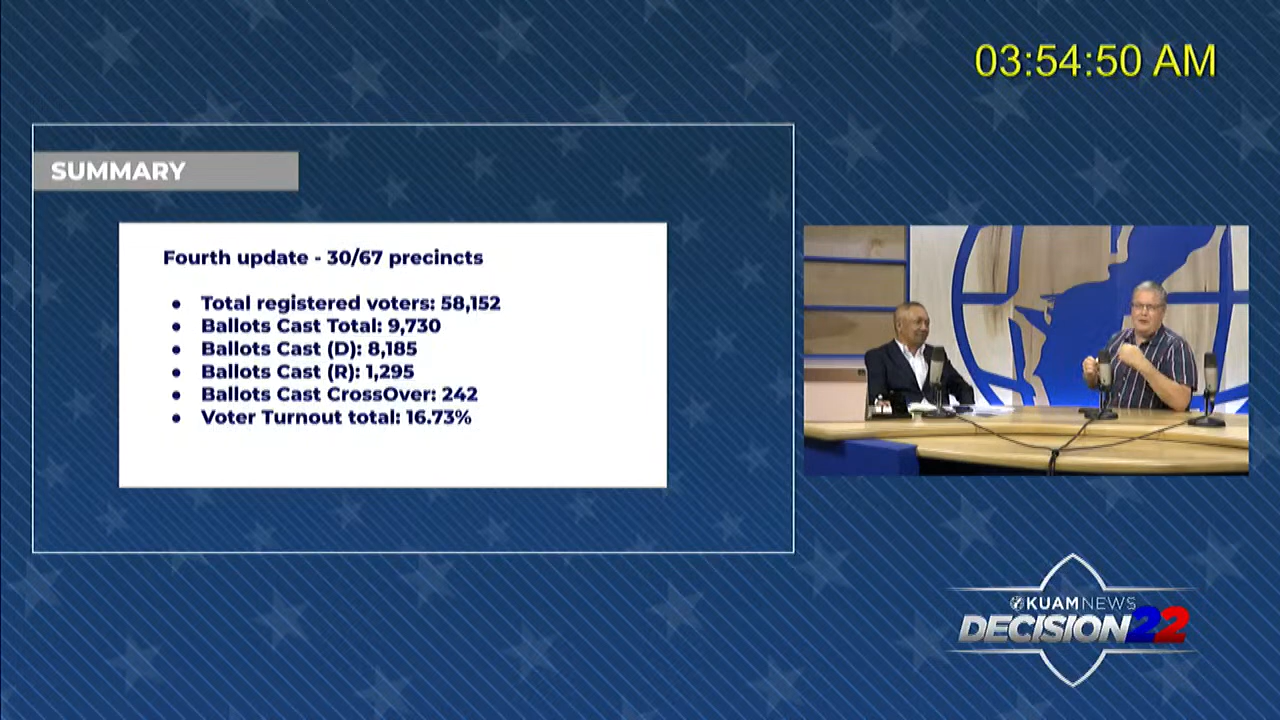 03:54:50 AM
SUMMARY
Fourth update - 30/67 precincts
● Total registered voters: 58,152
● Ballots Cast Total: 9,730
● Ballots Cast (D): 8,185
● Ballots Cast (R): 1,295
● Ballots Cast CrossOver: 242
● Voter Turnout total: 16.73%
KUAMNEWS
DECISION22